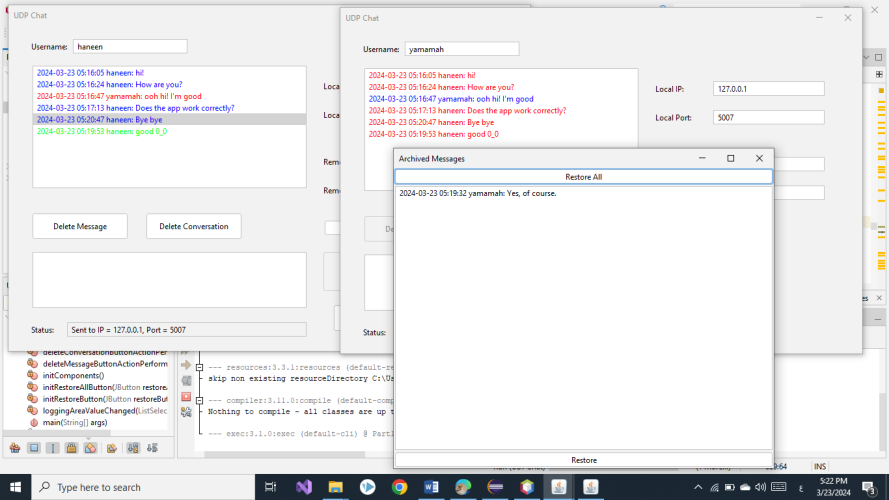 UDP Chat
Username: haneen
2024-03-23 05:16:05 haneen: hi!
2024-03-23 05:16:24 haneen: How are you?
2024-03-23 05:16:47 yamamah: ooh hi! I'm good
2024-03-23 05:17:13 haneen: Does the app work correctly?
2024-03-23 05:20:47 haneen: Bye bye
2024-03-23 05:19:53 haneen: good 0_0
Loca
Loca
Remo
Remo
Delete Message
Delete Conversation
Status:
Sent to IP = 127.0.0.1, Port = 5007
UDP Chat
Username: yamamah
2024-03-23 05:16:05 haneen: hi!
2024-03-23 05:16:24 haneen: How are you?
2024-03-23 05:16:47 yamamah: ooh hi! I'm good
2024-03-23 05:17:13 haneen: Does the app work correctly?
2024-03-23 05:20:47 haneen: Bye bye
2024-03-23 05:19:53 haneen: good 0_0
Local IP: 127.0.0.1
Local Port: 5007
De
Status:
Archived Messages
Restore All
2024-03-23 05:19:32 yamamah: Yes, of course.
Restore
deleteConversationButtonActionPer
deleteMessageButtonActionPerform
initComponents()
initRestoreAllButton(JButton restorea
initRestoreButton(JButton restoreBut
loggingAreaValueChanged(ListSelec
main(String[] args)
--- resources:3.3.1:resources (default-re
skip non existing resourceDirectory C:\Us
--- compiler:3.11.0:compile (default-comp
Nothing to compile - all classes are up t
--- exec:3.1.0:exec (default-cli) @ PartI
es
INS
Type here to search
ع
5:22 PM
3/23/2024
3